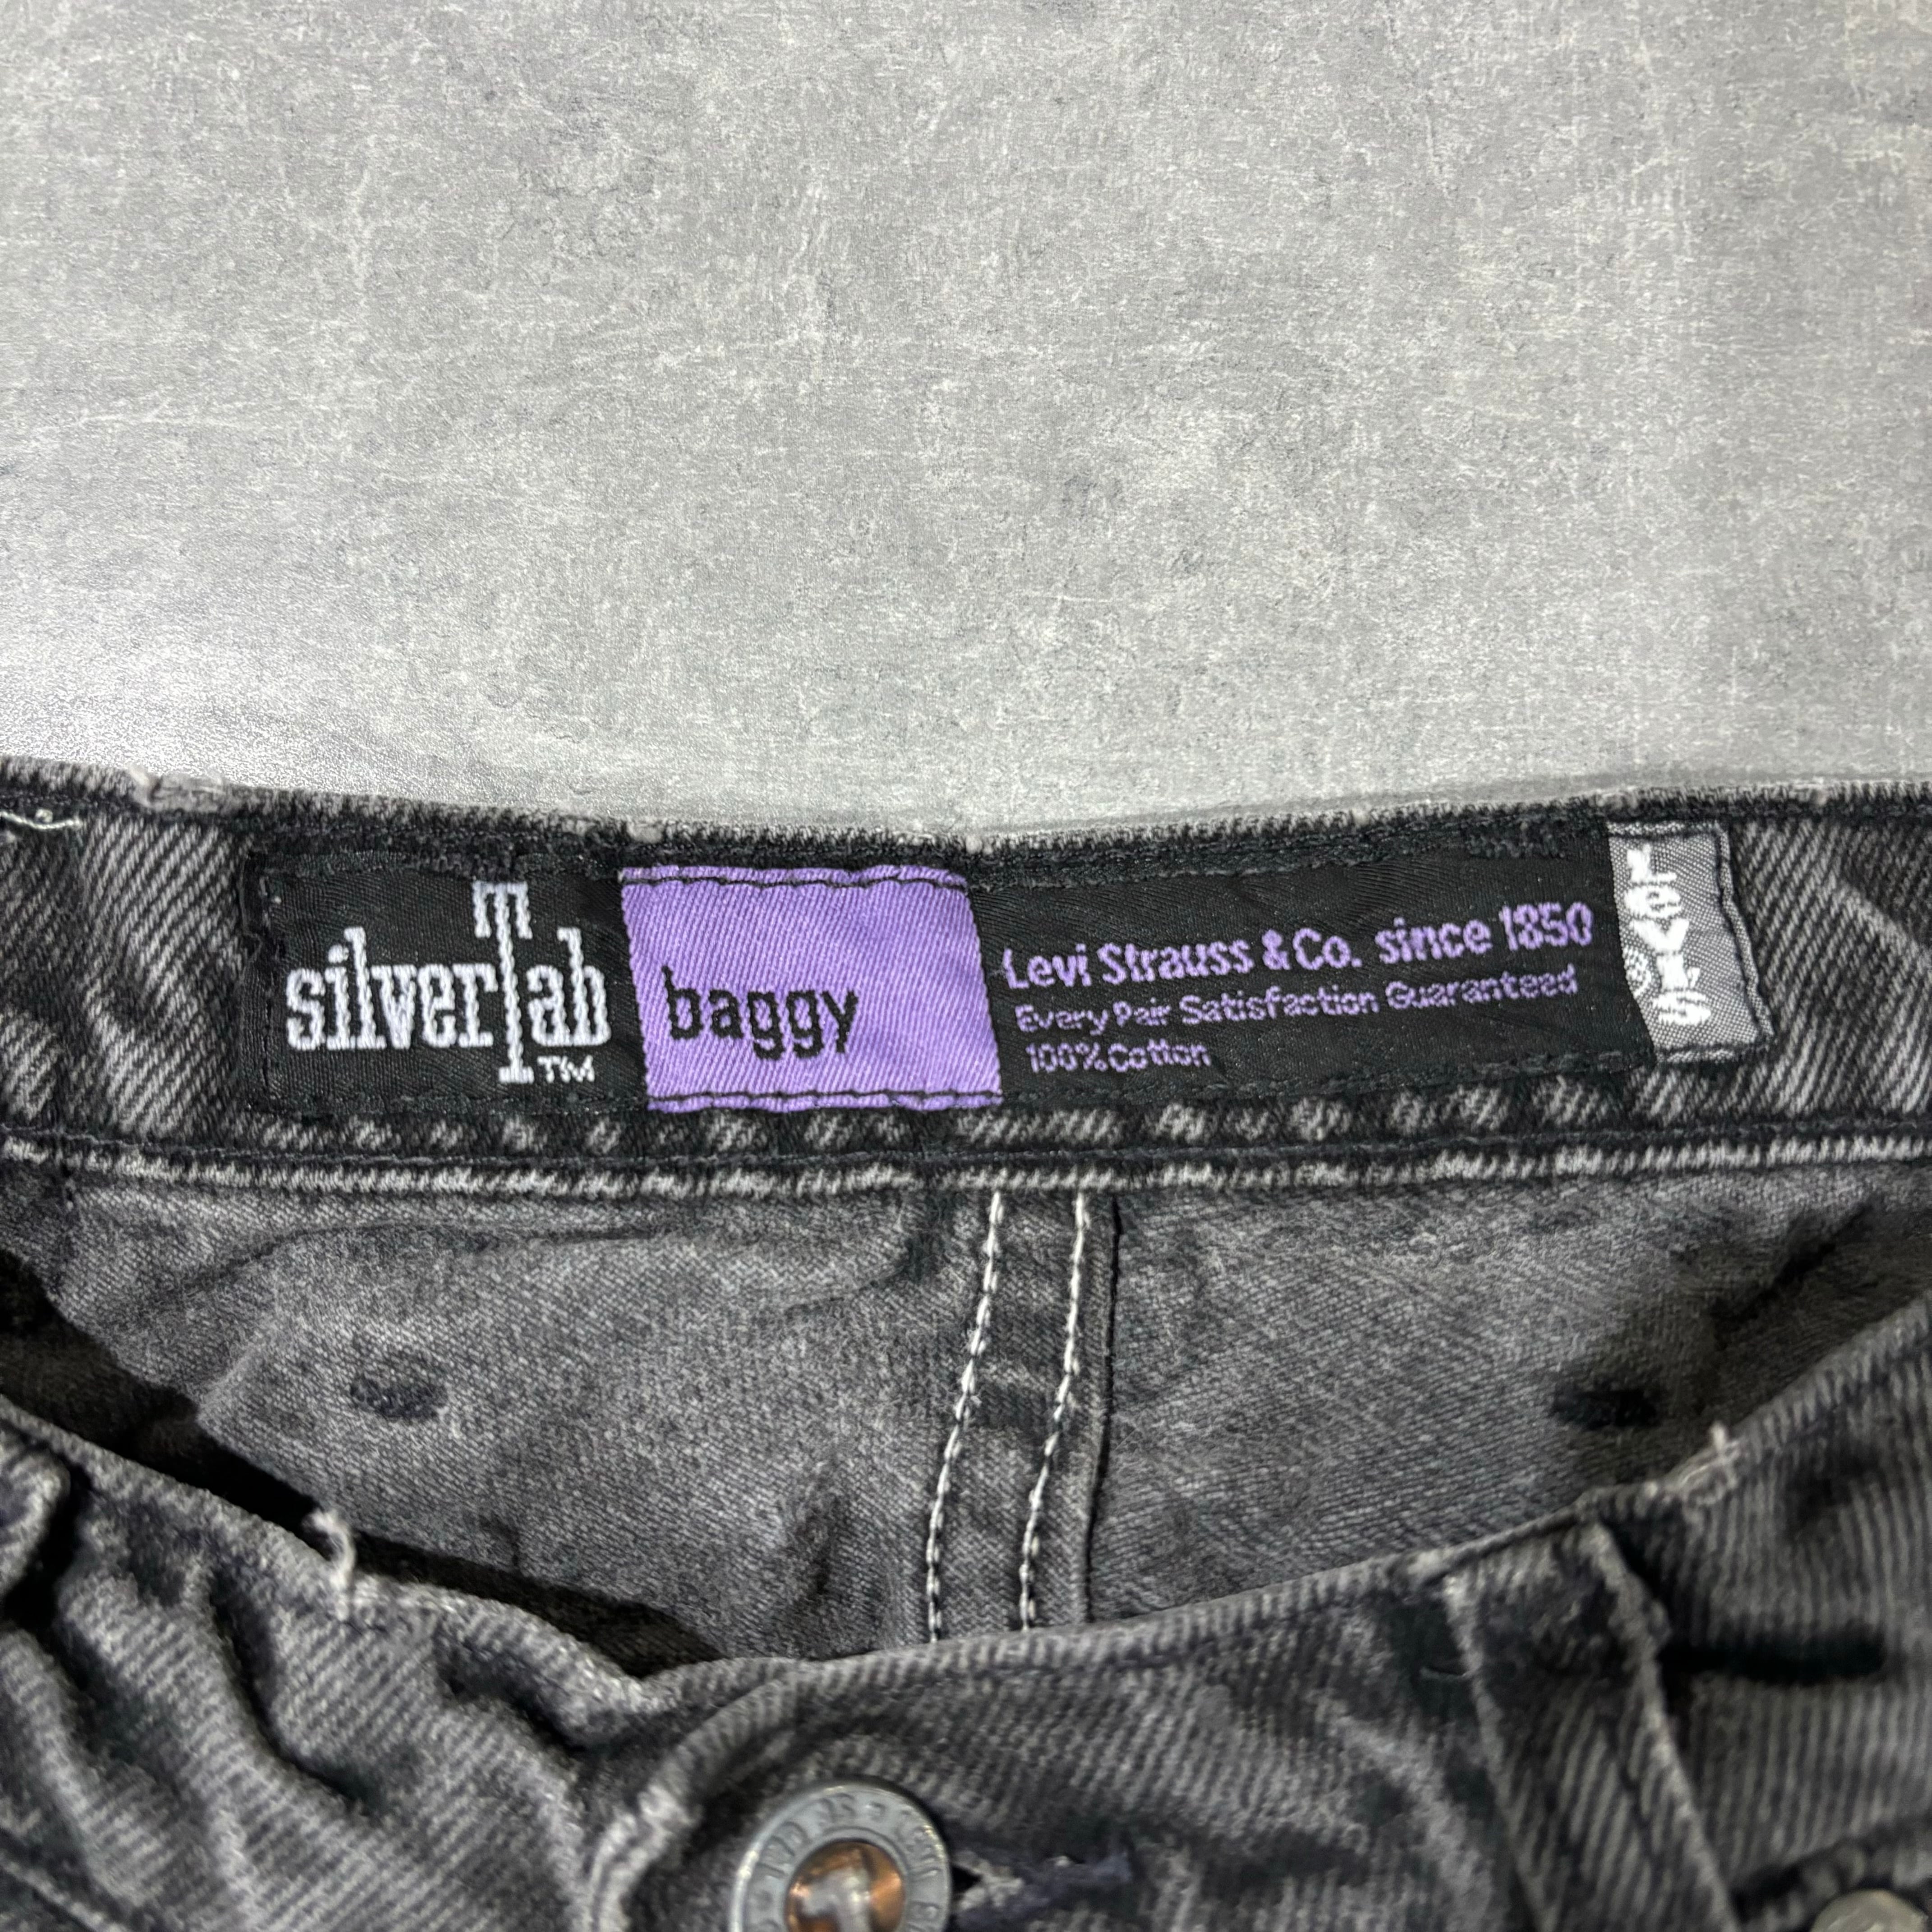 silverTab
TM
baggy
Levi Strauss & Co. since 1850
Every Pair Satisfaction Guaranteed
100% Cotton
LEVI'S
®